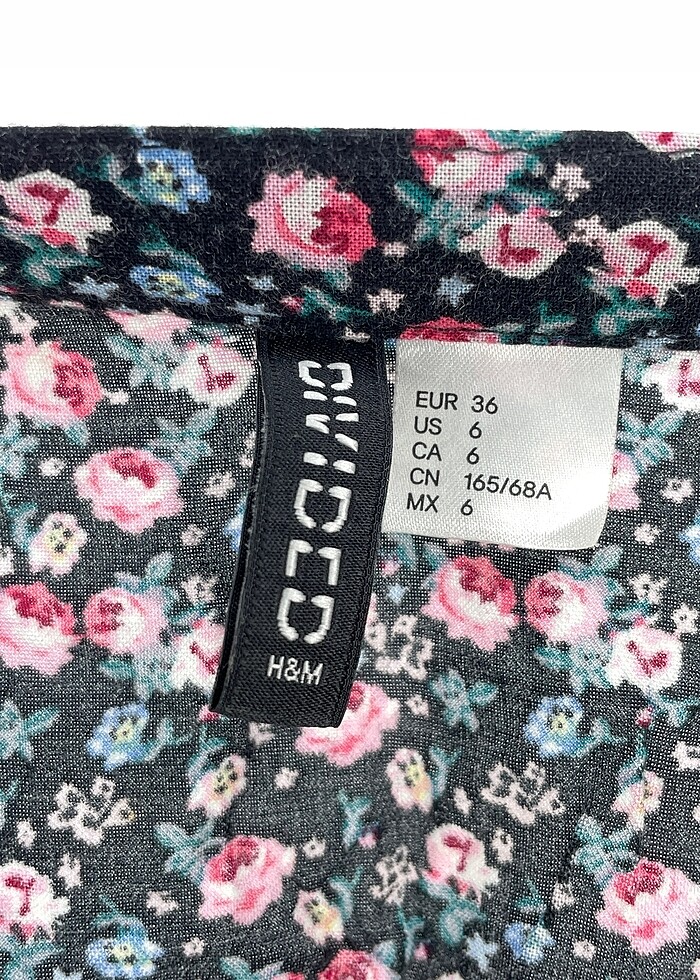 DIVIDED
H&M
EUR 36
US 6
CA 6
CN 165/68A
MX 6